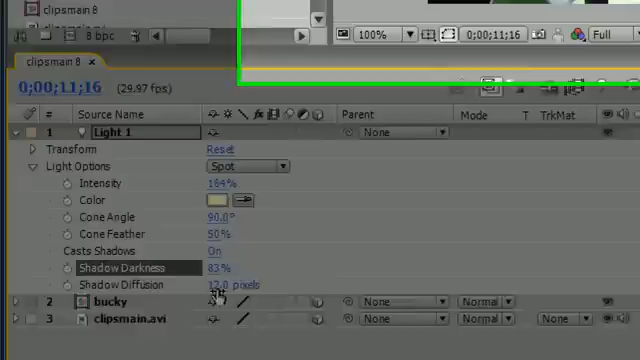 clipsmain 8
8 bpc
100%
0;00;11;16
Full
clipsmain 8
0;00;11;16 (29.97 fps)
# Source Name Parent Mode T TrkMat
1 Light 1 None
Transform Reset
Light Options Spot
Intensity 164%
Color
Cone Angle 90.0°
Cone Feather 50%
Casts Shadows On
Shadow Darkness 83%
Shadow Diffusion 12.0 pixels
2 bucky None Normal
3 clipsmain.avi None Normal None